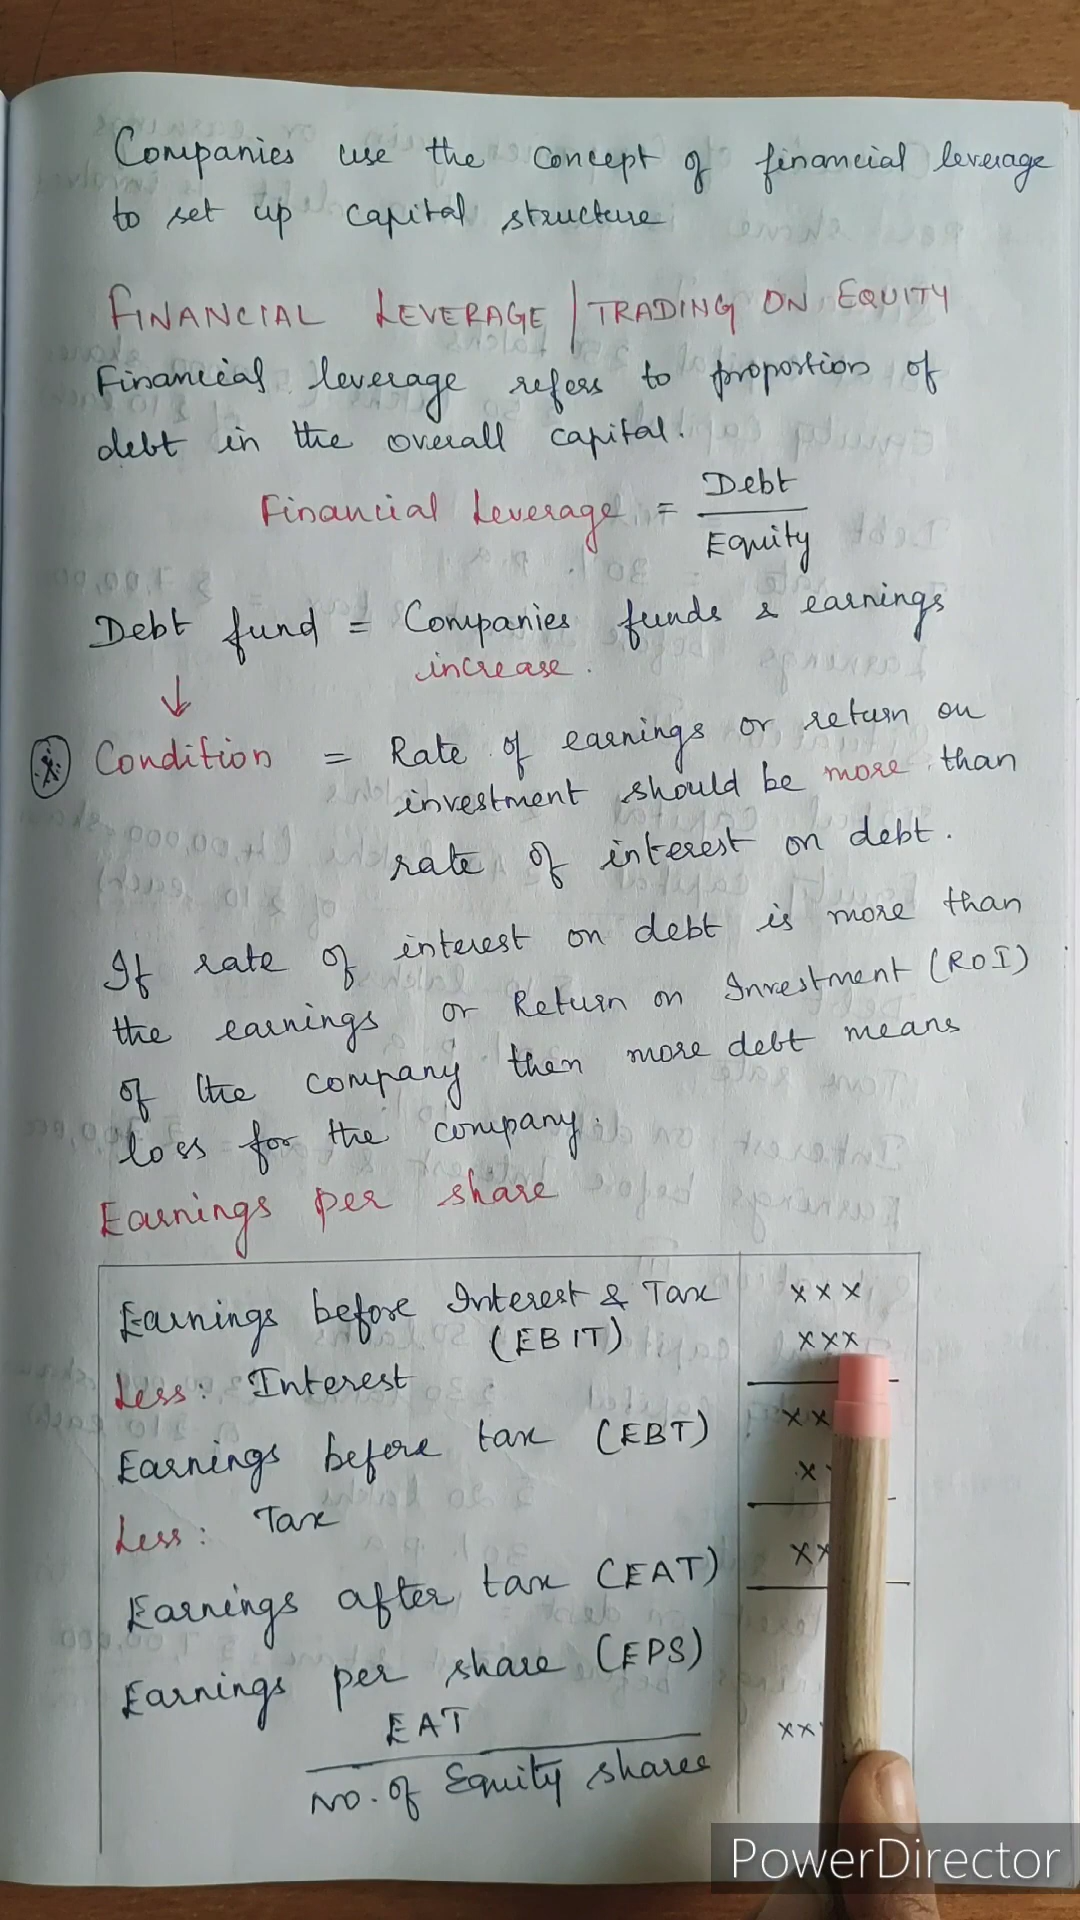 Companies use the concept of financial leverage
to set up capital structure
FINANCIAL LEVERAGE | TRADING ON EQUITY
Financial leverage refers to proportion of
debt in the overall capital.
Financial Leverage = Debt
Equity
Debt fund = Companies funds & earnings
increase.
↓
Condition = Rate of earnings or return on
investment should be more than
rate of interest on debt.
If rate of interest on debt is more than
the earnings or Return on Investment (ROI)
of the company then more debt means
loss for the company.
Earnings per share
Earnings before Interest & Tax xxx
(EBIT) xxx
Less: Interest
Earnings before tax (EBT) xx
Less: Tax x
Earnings after tax (EAT) xx
Earnings per share (EPS)
EAT xx
No. of Equity shares
PowerDirector